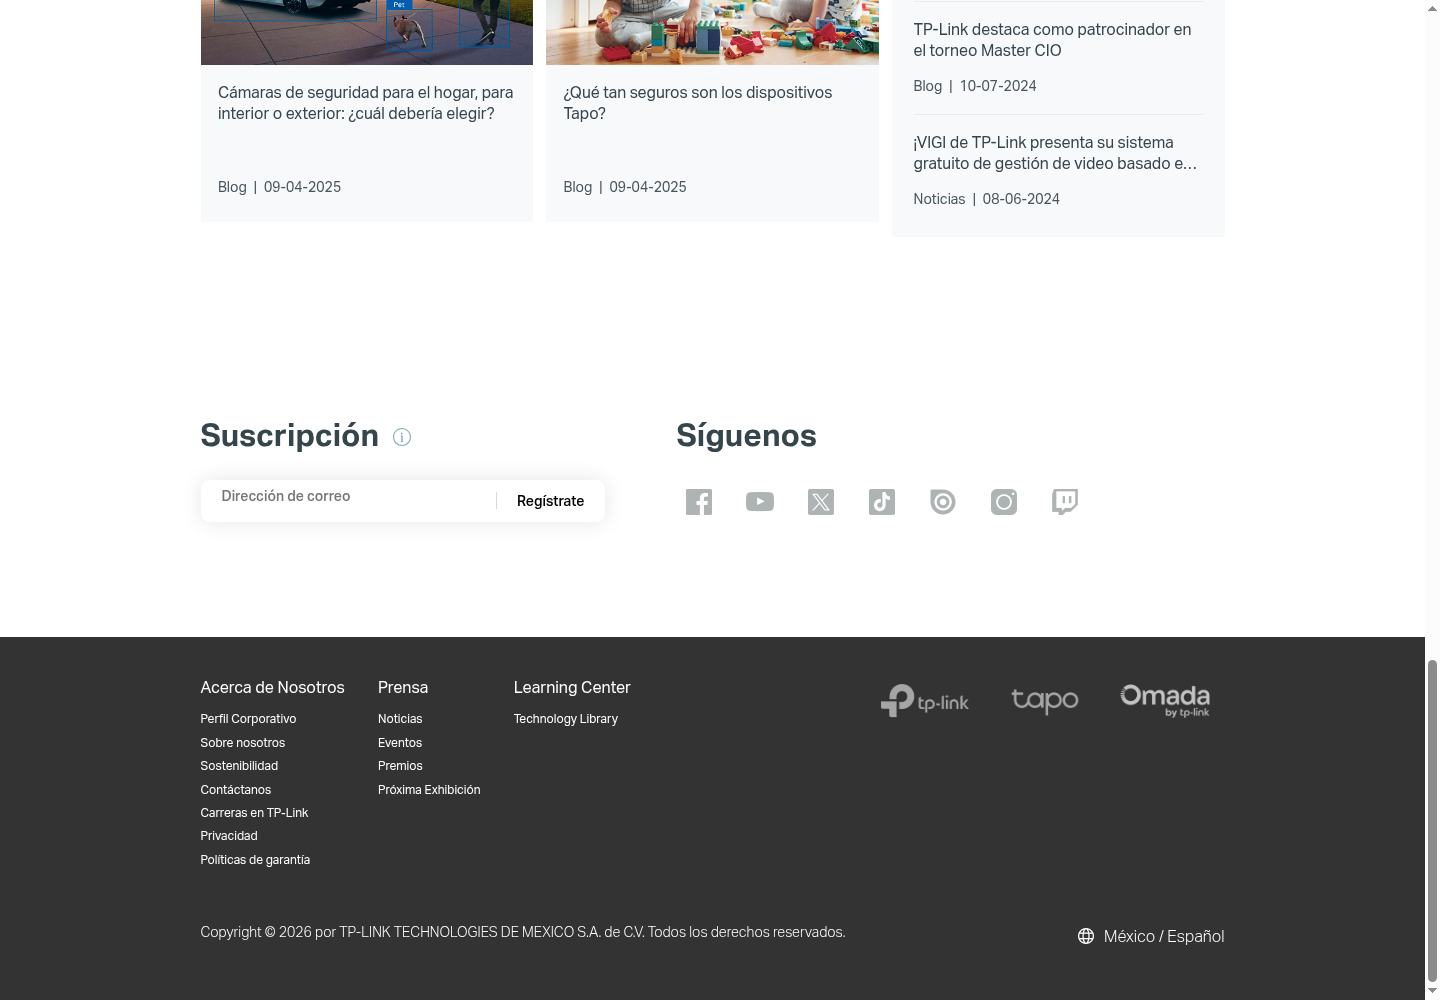 Pet
Cámaras de seguridad para el hogar, para
interior o exterior: ¿cuál debería elegir?
Blog | 09-04-2025
¿Qué tan seguros son los dispositivos
Tapo?
Blog | 09-04-2025
TP-Link destaca como patrocinador en
el torneo Master CIO
Blog | 10-07-2024
¡VIGI de TP-Link presenta su sistema
gratuito de gestión de video basado e...
Noticias | 08-06-2024
Suscripción
Dirección de correo
Regístrate
Síguenos
Acerca de Nosotros
Perfil Corporativo
Sobre nosotros
Sostenibilidad
Contáctanos
Carreras en TP-Link
Privacidad
Políticas de garantía
Prensa
Noticias
Eventos
Premios
Próxima Exhibición
Learning Center
Technology Library
tp-link
tapo
Omada
by tp-link
Copyright © 2026 por TP-LINK TECHNOLOGIES DE MEXICO S.A. de C.V. Todos los derechos reservados.
México / Español